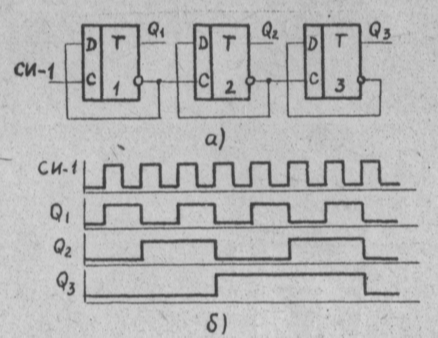 Q1 Q2 Q3
D T D T D T
СИ-1 C 1 C 2 C 3
а)
СИ-1
Q1
Q2
Q3
б)